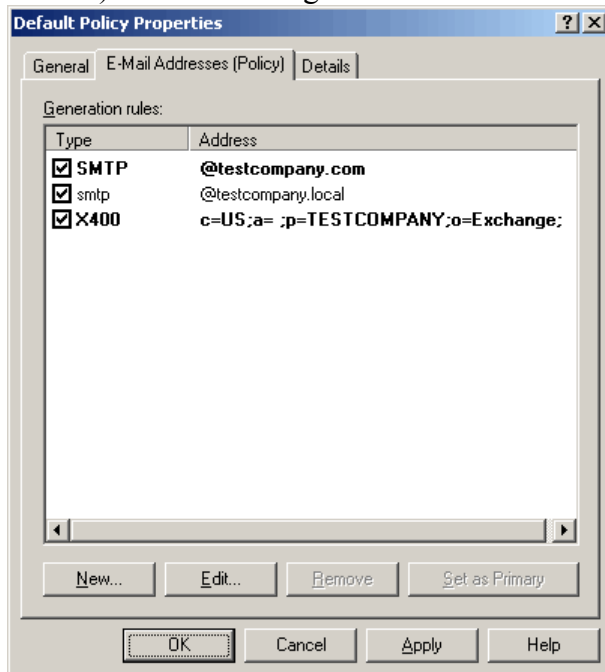 Default Policy Properties
General E-Mail Addresses (Policy) Details
Generation rules:
Type Address
SMTP @testcompany.com
smtp @testcompany.local
X400 c=US;a= ;p=TESTCOMPANY;o=Exchange;
New... Edit... Remove Set as Primary
OK Cancel Apply Help